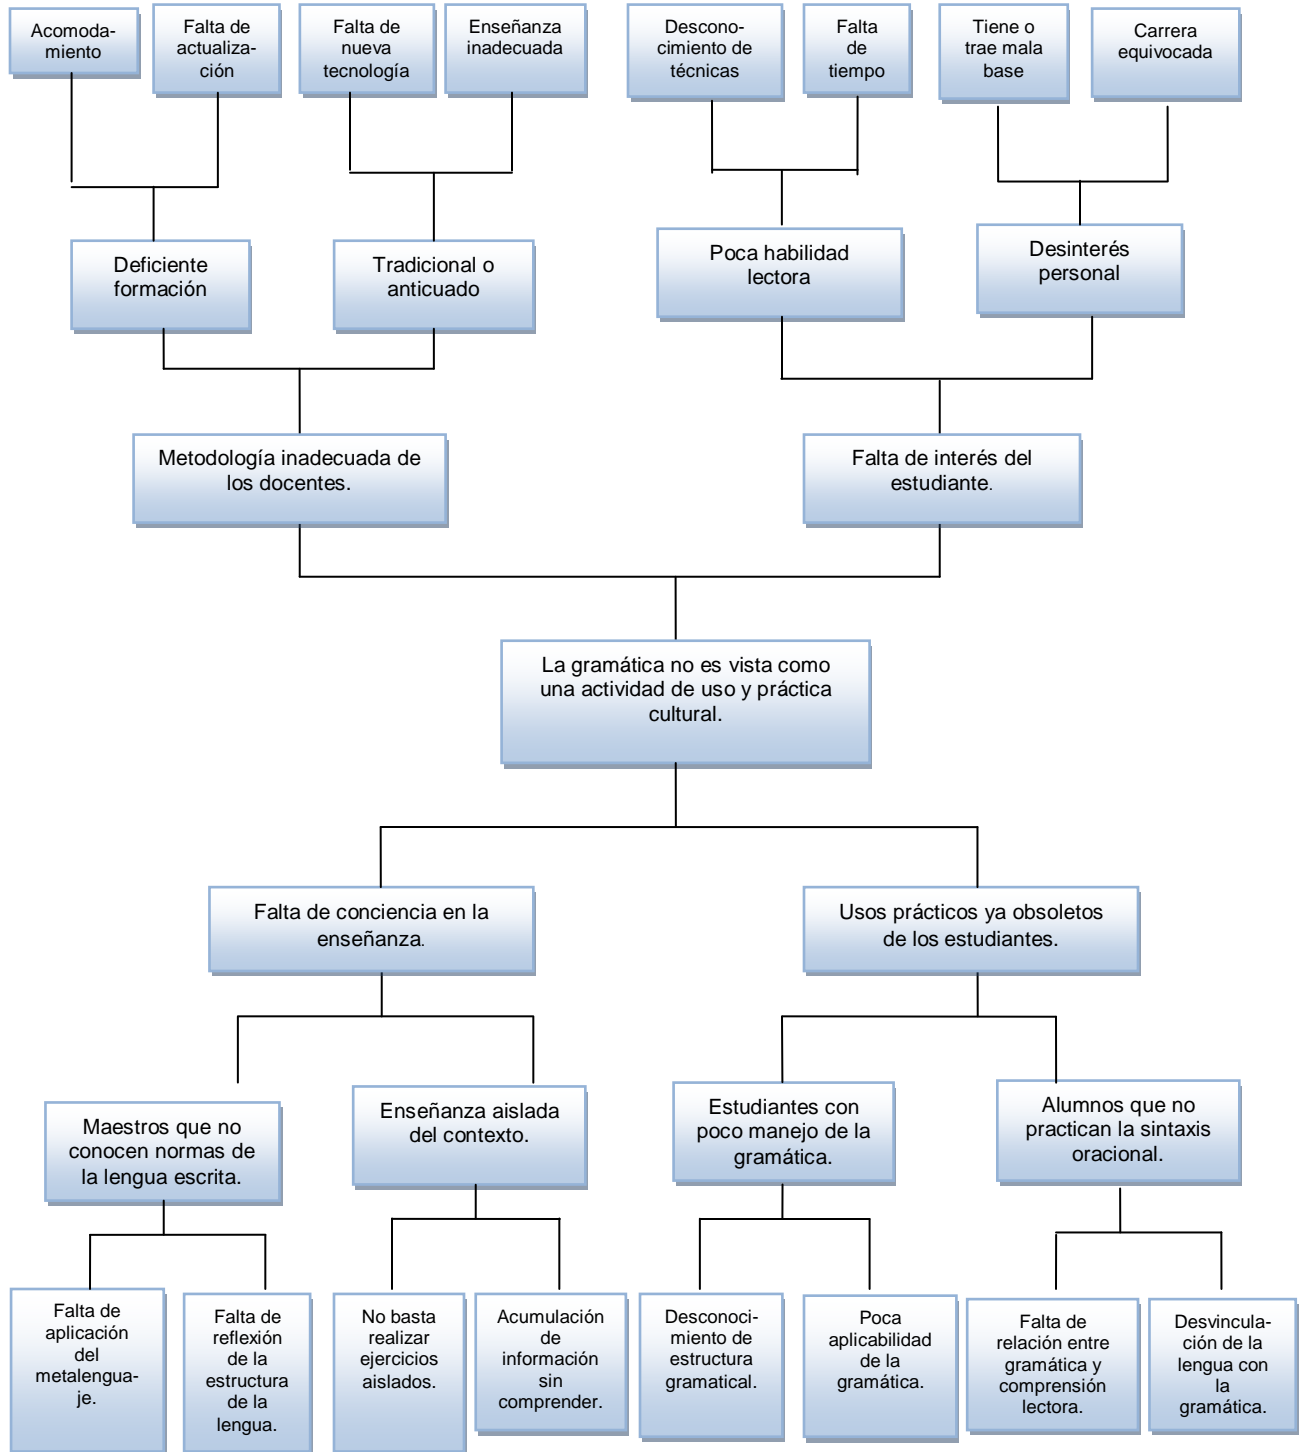 Acomoda-
miento
Falta de
actualiza-
ción
Falta de
nueva
tecnología
Enseñanza
inadecuada
Descono-
cimiento de
técnicas
Falta
de
tiempo
Tiene o
trae mala
base
Carrera
equivocada
Deficiente
formación
Tradicional o
anticuado
Poca habilidad
lectora
Desinterés
personal
Metodología inadecuada de
los docentes.
Falta de interés del
estudiante.
La gramática no es vista como
una actividad de uso y práctica
cultural.
Falta de conciencia en la
enseñanza.
Usos prácticos ya obsoletos
de los estudiantes.
Maestros que no
conocen normas de
la lengua escrita.
Enseñanza aislada
del contexto.
Estudiantes con
poco manejo de la
gramática.
Alumnos que no
practican la sintaxis
oracional.
Falta de
aplicación
del
metalengua-
je.
Falta de
reflexión
de la
estructura
de la
lengua.
No basta
realizar
ejercicios
aislados.
Acumulación
de
información
sin
comprender.
Desconoci-
miento de
estructura
gramatical.
Poca
aplicabilidad
de la
gramática.
Falta de
relación entre
gramática y
comprensión
lectora.
Desvincula-
ción de la
lengua con
la
gramática.